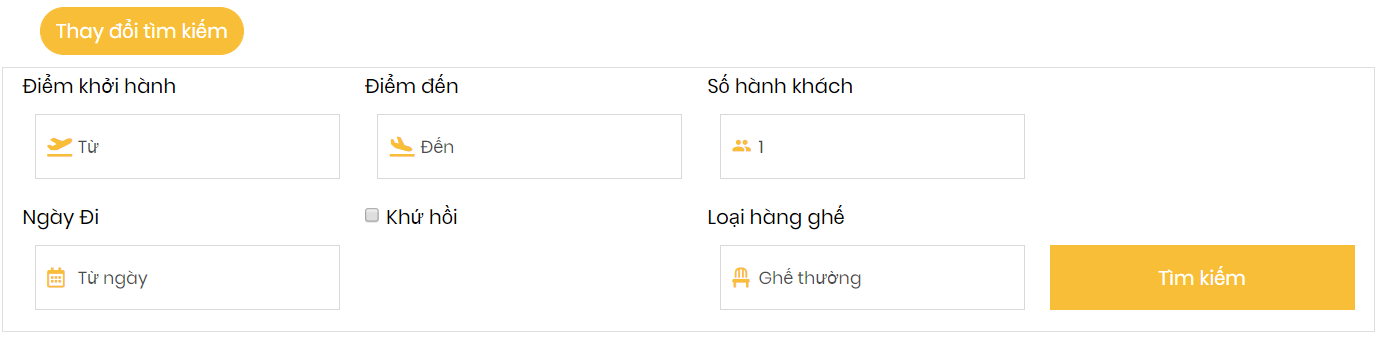 Thay đổi tìm kiếm
Điểm khởi hành
Điểm đến
Số hành khách
Từ
Đến
1
Ngày Đi
Khứ hồi
Loại hàng ghế
Từ ngày
Ghế thường
Tìm kiếm